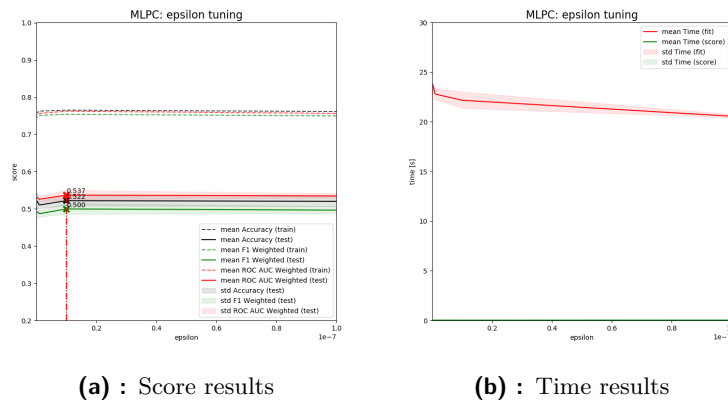 MLPC: epsilon tuning
1.0
0.9
0.8
0.7
0.6
0.5
0.4
0.3
0.2
score
0.537
0.522
0.500
mean Accuracy (train)
mean Accuracy (test)
mean F1 Weighted (train)
mean F1 Weighted (test)
mean ROC AUC Weighted (train)
mean ROC AUC Weighted (test)
std Accuracy (test)
std F1 Weighted (test)
std ROC AUC Weighted (test)
0.2 0.4 0.6 0.8 1.0
1e−7
epsilon
(a) : Score results
MLPC: epsilon tuning
30
25
20
15
10
5
0
time [s]
mean Time (fit)
mean Time (score)
std Time (fit)
std Time (score)
0.2 0.4 0.6 0.8 1.0
epsilon
(b) : Time results